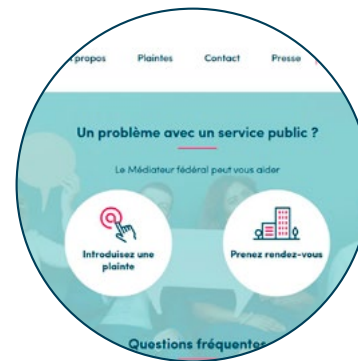 propos Plaintes Contact Presse
Un problème avec un service public ?
Le Médiateur fédéral peut vous aider
Introduisez une
plainte
Prenez rendez-vous
Questions fréquentes